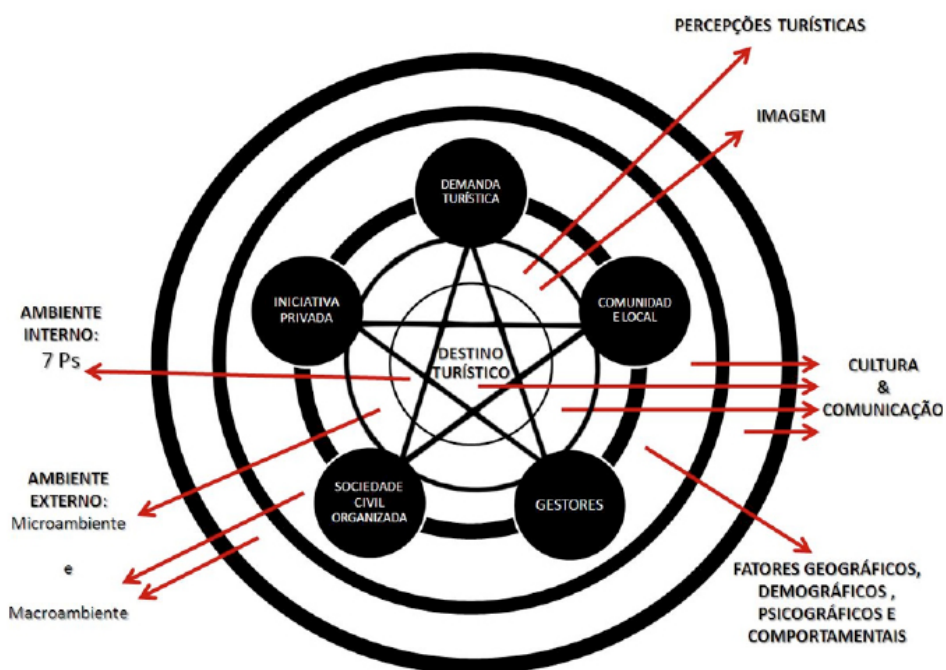 PERCEPÇÕES TURÍSTICAS
IMAGEM
DEMANDA
TURÍSTICA
INICIATIVA
PRIVADA
COMUNIDAD
E LOCAL
AMBIENTE
INTERNO:
7 Ps
DESTINO
TURÍSTICO
CULTURA
&
COMUNICAÇÃO
AMBIENTE
EXTERNO:
Microambiente
e
Macroambiente
SOCIEDADE
CIVIL
ORGANIZADA
GESTORES
FATORES GEOGRÁFICOS,
DEMOGRÁFICOS ,
PSICOGRÁFICOS E
COMPORTAMENTAIS